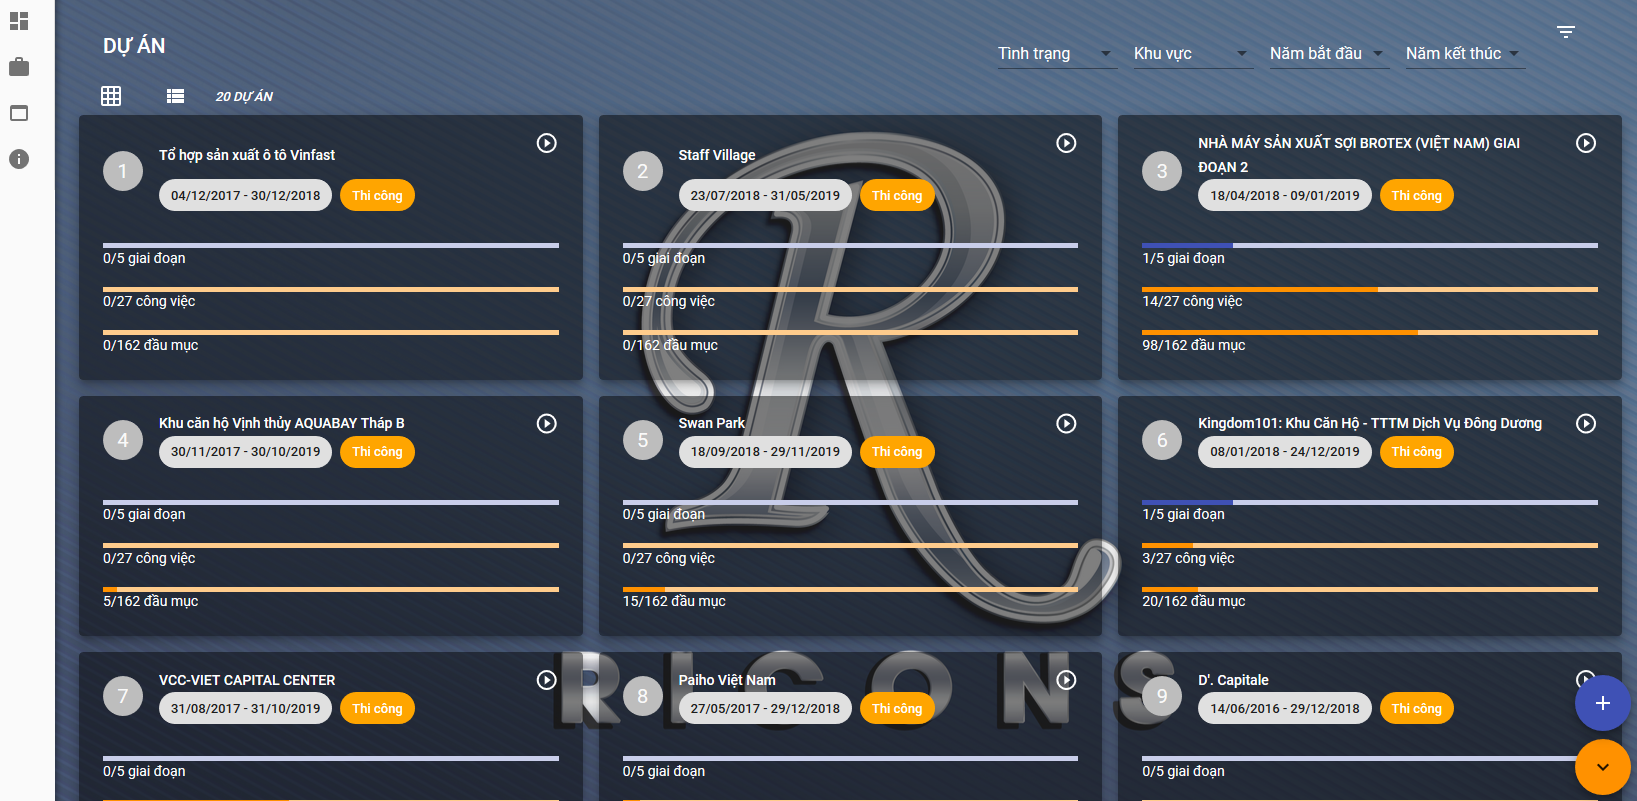 DỰ ÁN
Tình trạng Khu vực Năm bắt đầu Năm kết thúc
20 DỰ ÁN
1
Tổ hợp sản xuất ô tô Vinfast
04/12/2017 - 30/12/2018 Thi công
0/5 giai đoạn
0/27 công việc
0/162 đầu mục
2
Staff Village
23/07/2018 - 31/05/2019 Thi công
0/5 giai đoạn
0/27 công việc
0/162 đầu mục
3
NHÀ MÁY SẢN XUẤT SỢI BROTEX (VIỆT NAM) GIAI
ĐOẠN 2
18/04/2018 - 09/01/2019 Thi công
1/5 giai đoạn
14/27 công việc
98/162 đầu mục
4
Khu căn hộ Vịnh thủy AQUABAY Tháp B
30/11/2017 - 30/10/2019 Thi công
0/5 giai đoạn
0/27 công việc
5/162 đầu mục
5
Swan Park
18/09/2018 - 29/11/2019 Thi công
0/5 giai đoạn
0/27 công việc
15/162 đầu mục
6
Kingdom101: Khu Căn Hộ - TTTM Dịch Vụ Đông Dương
08/01/2018 - 24/12/2019 Thi công
1/5 giai đoạn
3/27 công việc
20/162 đầu mục
7
VCC-VIET CAPITAL CENTER
31/08/2017 - 31/10/2019 Thi công
0/5 giai đoạn
8
Paiho Việt Nam
27/05/2017 - 29/12/2018 Thi công
0/5 giai đoạn
9
D'. Capitale
14/06/2016 - 29/12/2018 Thi công
0/5 giai đoạn
R
RICONS